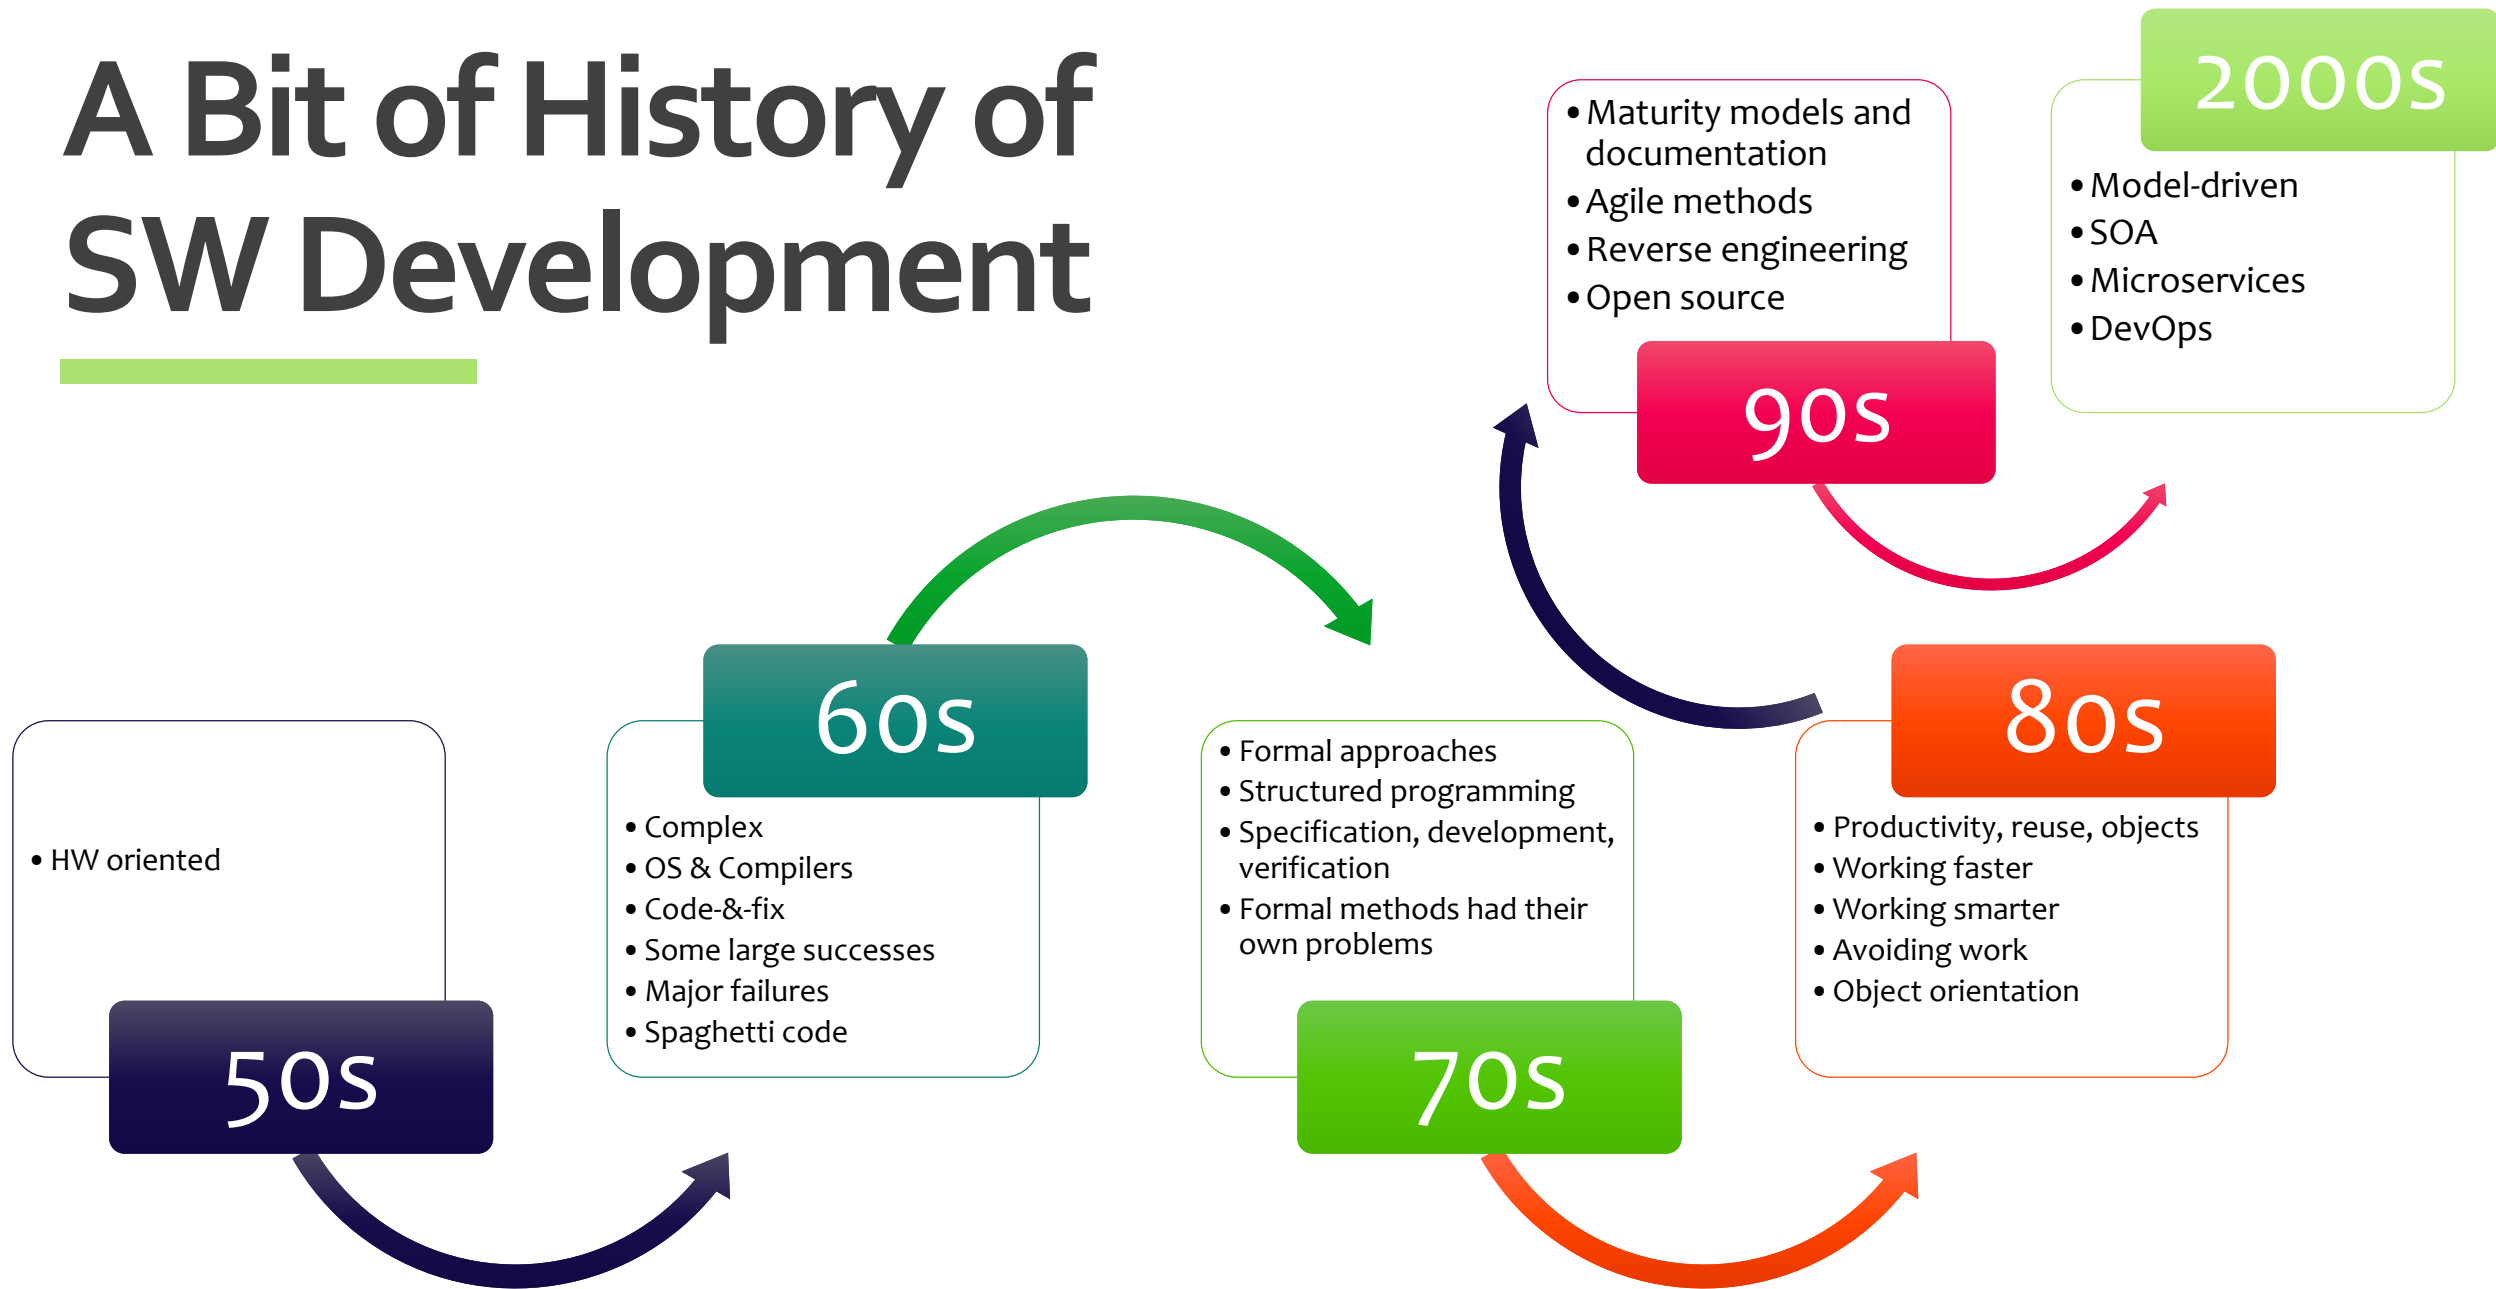 A Bit of History of
SW Development
• HW oriented
50s
60s
• Complex
• OS & Compilers
• Code-&-fix
• Some large successes
• Major failures
• Spaghetti code
• Formal approaches
• Structured programming
• Specification, development,
verification
• Formal methods had their
own problems
70s
80s
• Productivity, reuse, objects
• Working faster
• Working smarter
• Avoiding work
• Object orientation
• Maturity models and
documentation
• Agile methods
• Reverse engineering
• Open source
90s
2000s
• Model-driven
• SOA
• Microservices
• DevOps